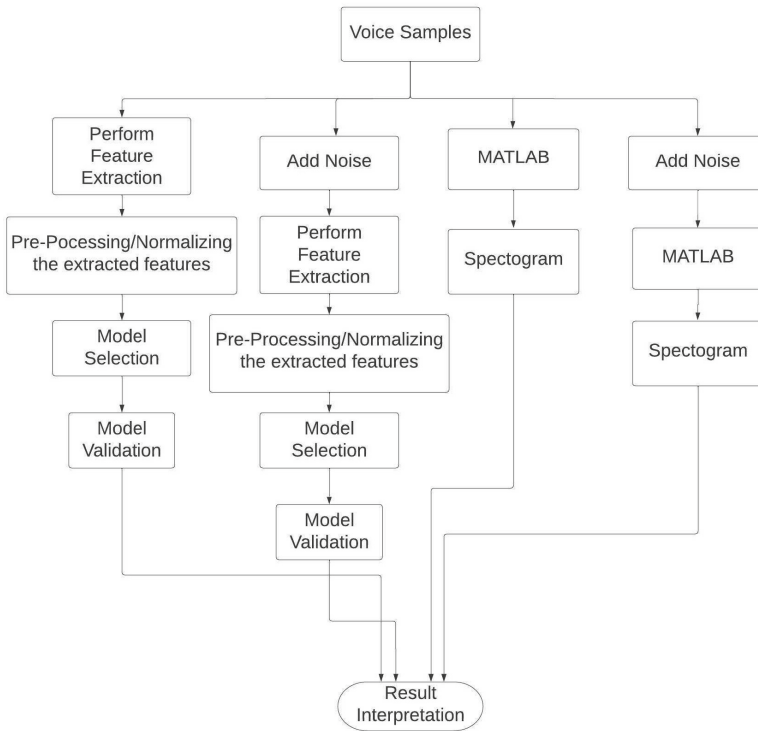 Voice Samples
Perform
Feature
Extraction
Pre-Pocessing/Normalizing
the extracted features
Model
Selection
Model
Validation
Add Noise
Perform
Feature
Extraction
Pre-Processing/Normalizing
the extracted features
Model
Selection
Model
Validation
MATLAB
Spectogram
Add Noise
MATLAB
Spectogram
Result
Interpretation